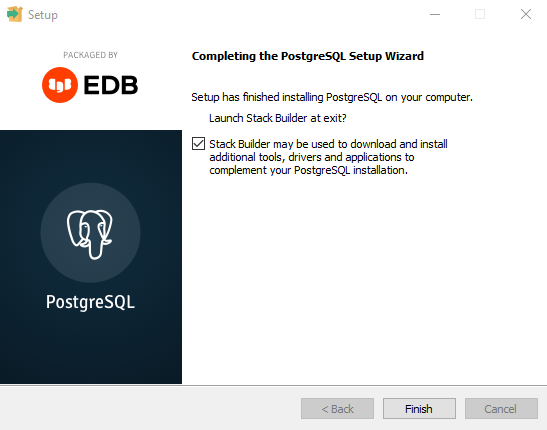 Setup
PACKAGED BY
EDB
PostgreSQL
Completing the PostgreSQL Setup Wizard
Setup has finished installing PostgreSQL on your computer.
Launch Stack Builder at exit?
Stack Builder may be used to download and install
additional tools, drivers and applications to
complement your PostgreSQL installation.
< Back
Finish
Cancel